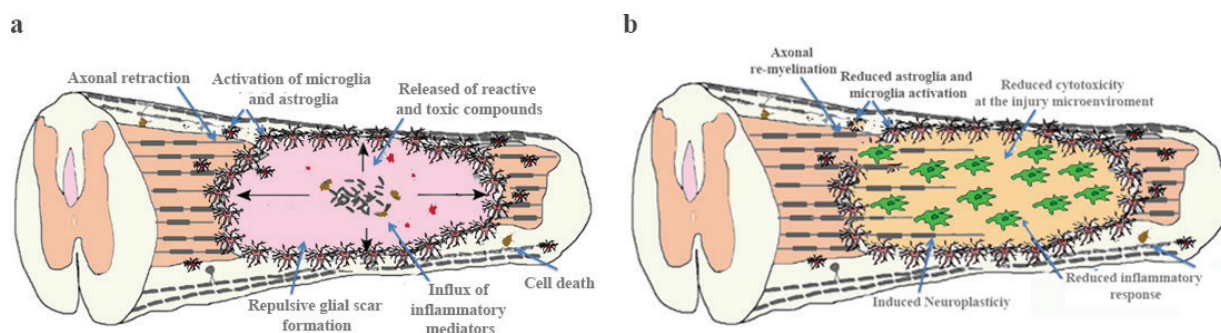 a
Axonal retraction
Activation of microglia
and astroglia
Released of reactive
and toxic compounds
Repulsive glial scar
formation
Influx of
inflammatory
mediators
Cell death
b
Axonal
re-myelination
Reduced astroglia and
microglia activation
Reduced cytotoxicity
at the injury microenviroment
Induced Neuroplasticiy
Reduced inflammatory
response